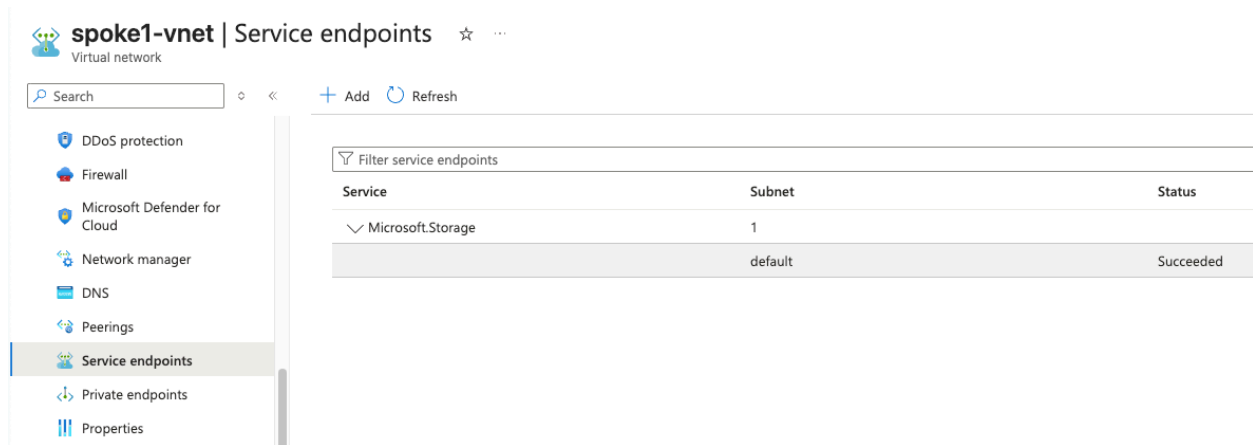 spoke1-vnet | Service endpoints
Virtual network
Search
Add Refresh
DDoS protection
Firewall
Microsoft Defender for
Cloud
Network manager
DNS
Peerings
Service endpoints
Private endpoints
Properties
Filter service endpoints
Service Subnet Status
Microsoft.Storage 1
default Succeeded